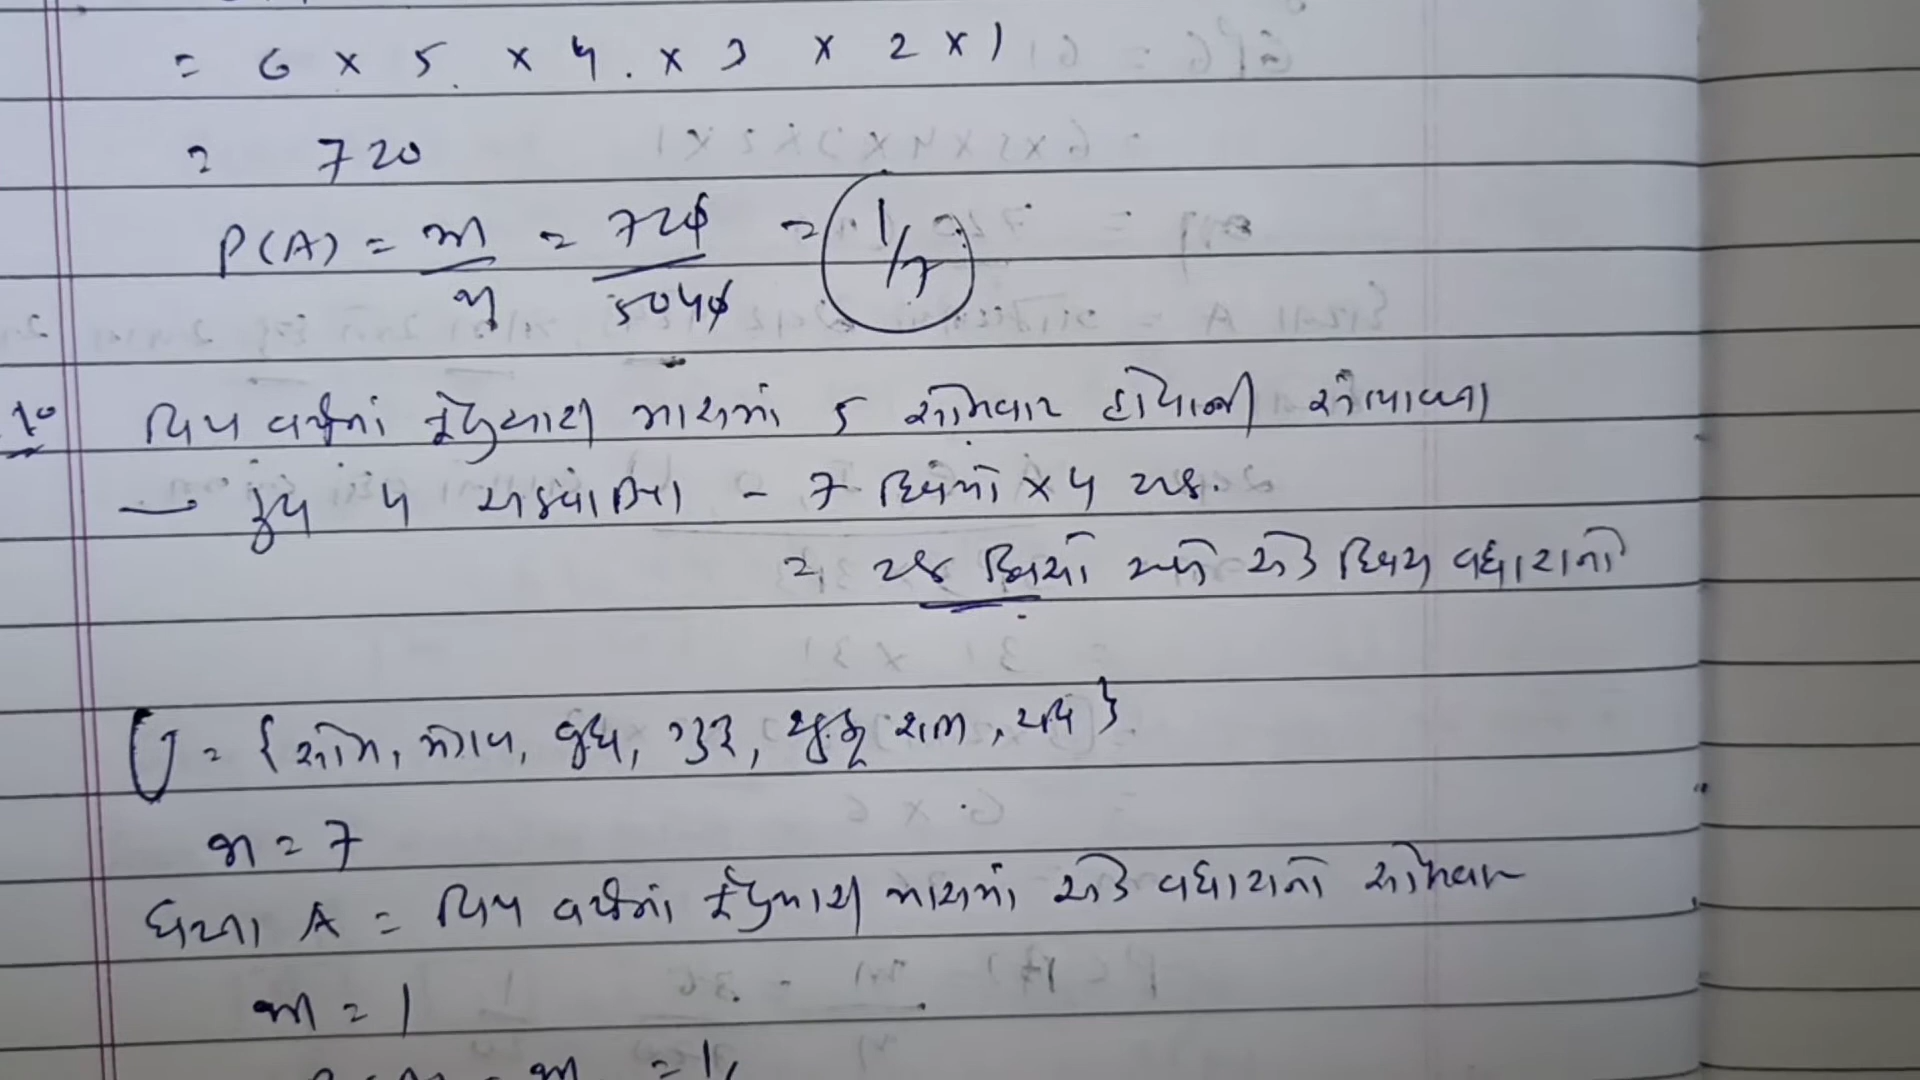 = 6 × 5 × 4 × 3 × 2 × 1
= 720
P(A) = m/n = 720/5040 = 1/7
10 લિપ વર્ષનાં ફેબ્રુઆરી માસમાં 5 સોમવાર હોવાની સંભાવના
→ કુલ 4 અઠવાડિયા - 7 દિવસો × 4 અઠ.
= 28 દિવસો અને એક દિવસ વધારાનો
U = {સોમ, મંગળ, બુધ, ગુરુ, શુક્ર, શનિ, રવિ}
n = 7
ઘટના A = લિપ વર્ષનાં ફેબ્રુઆરી માસમાં એક વધારાનો સોમવાર
m = 1